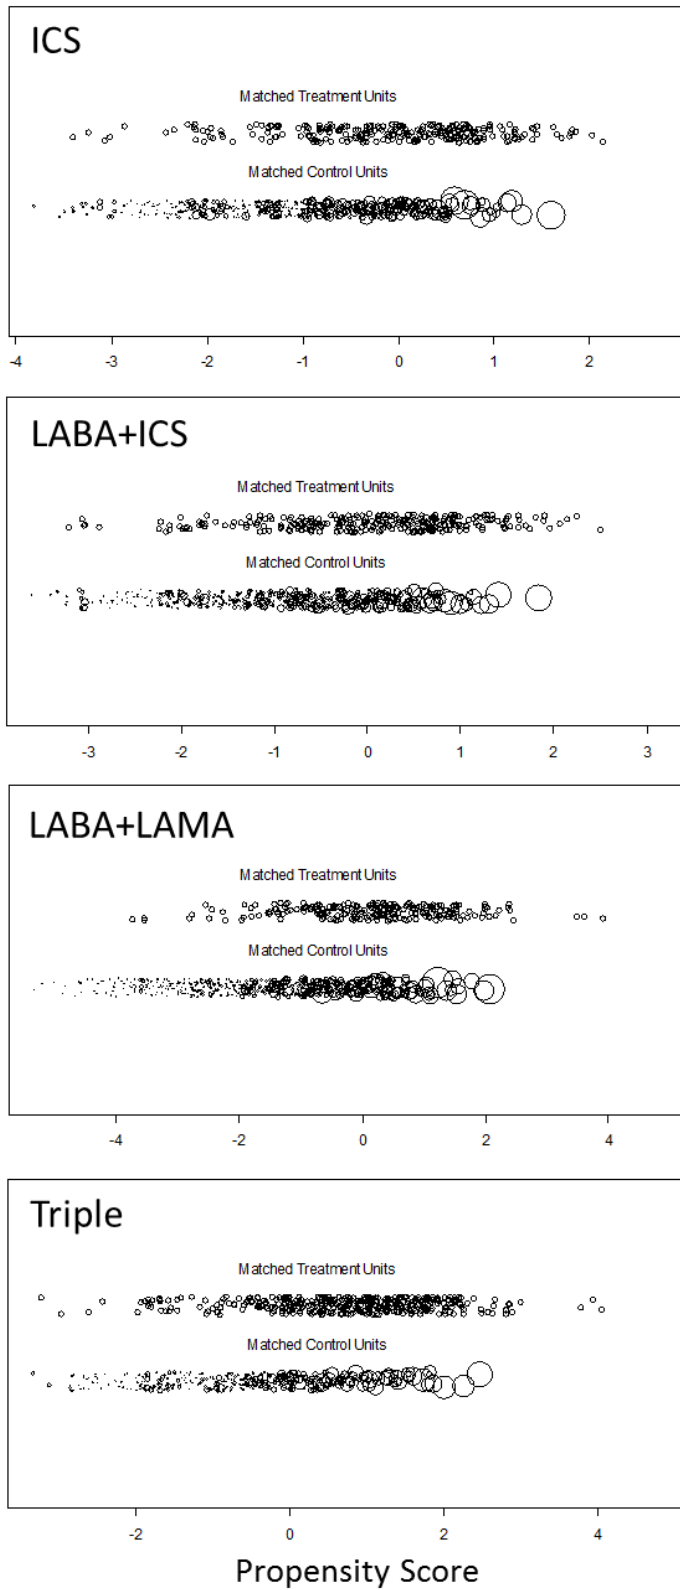 ICS
Matched Treatment Units
Matched Control Units
-4 -3 -2 -1 0 1 2
LABA+ICS
Matched Treatment Units
Matched Control Units
-3 -2 -1 0 1 2 3
LABA+LAMA
Matched Treatment Units
Matched Control Units
-4 -2 0 2 4
Triple
Matched Treatment Units
Matched Control Units
-2 0 2 4
Propensity Score